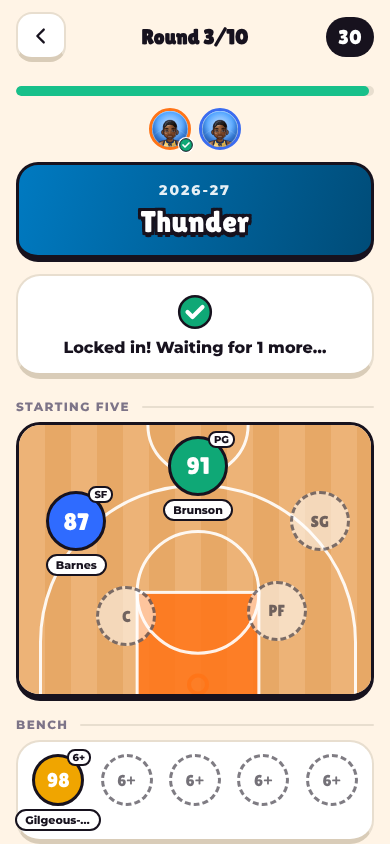 Round 3/10
30
2026-27
Thunder
Locked in! Waiting for 1 more...
STARTING FIVE
PG
91
Brunson
SF
87
Barnes
SG
C
PF
BENCH
6+
98
Gilgeous-...
6+
6+
6+
6+